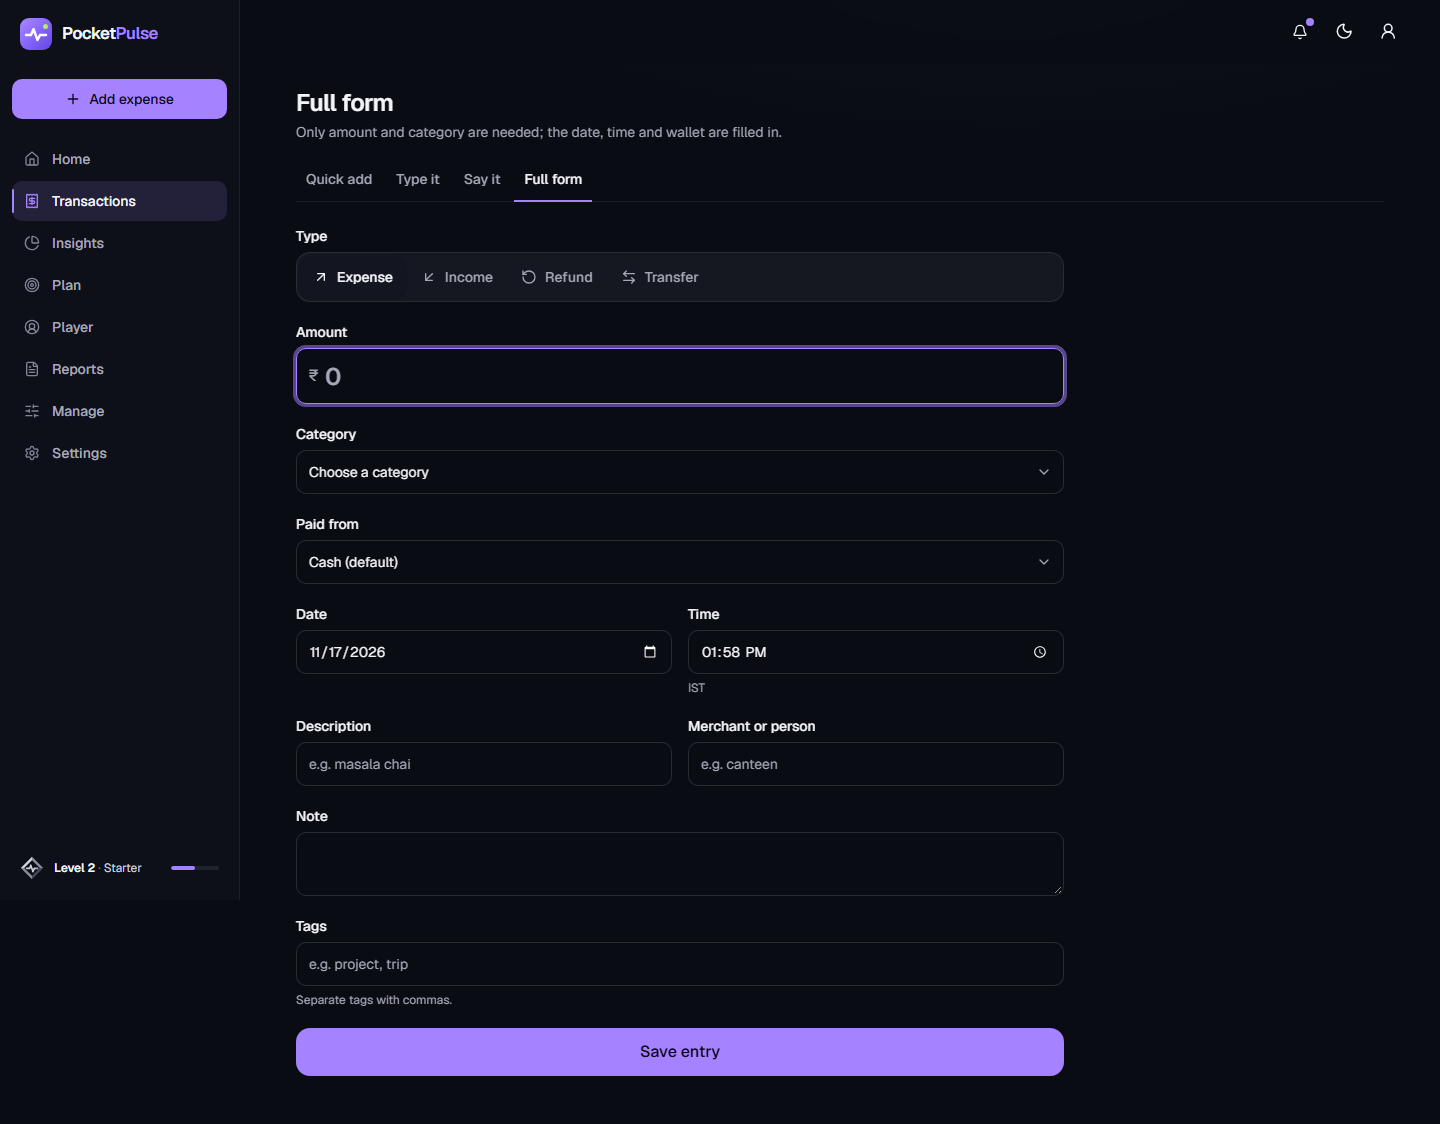 PocketPulse
Add expense
Home
Transactions
Insights
Plan
Player
Reports
Manage
Settings
Level 2 · Starter
Full form
Only amount and category are needed; the date, time and wallet are filled in.
Quick add Type it Say it Full form
Type
Expense Income Refund Transfer
Amount
₹ 0
Category
Choose a category
Paid from
Cash (default)
Date Time
11/17/2026 01:58 PM
IST
Description Merchant or person
e.g. masala chai e.g. canteen
Note
Tags
e.g. project, trip
Separate tags with commas.
Save entry